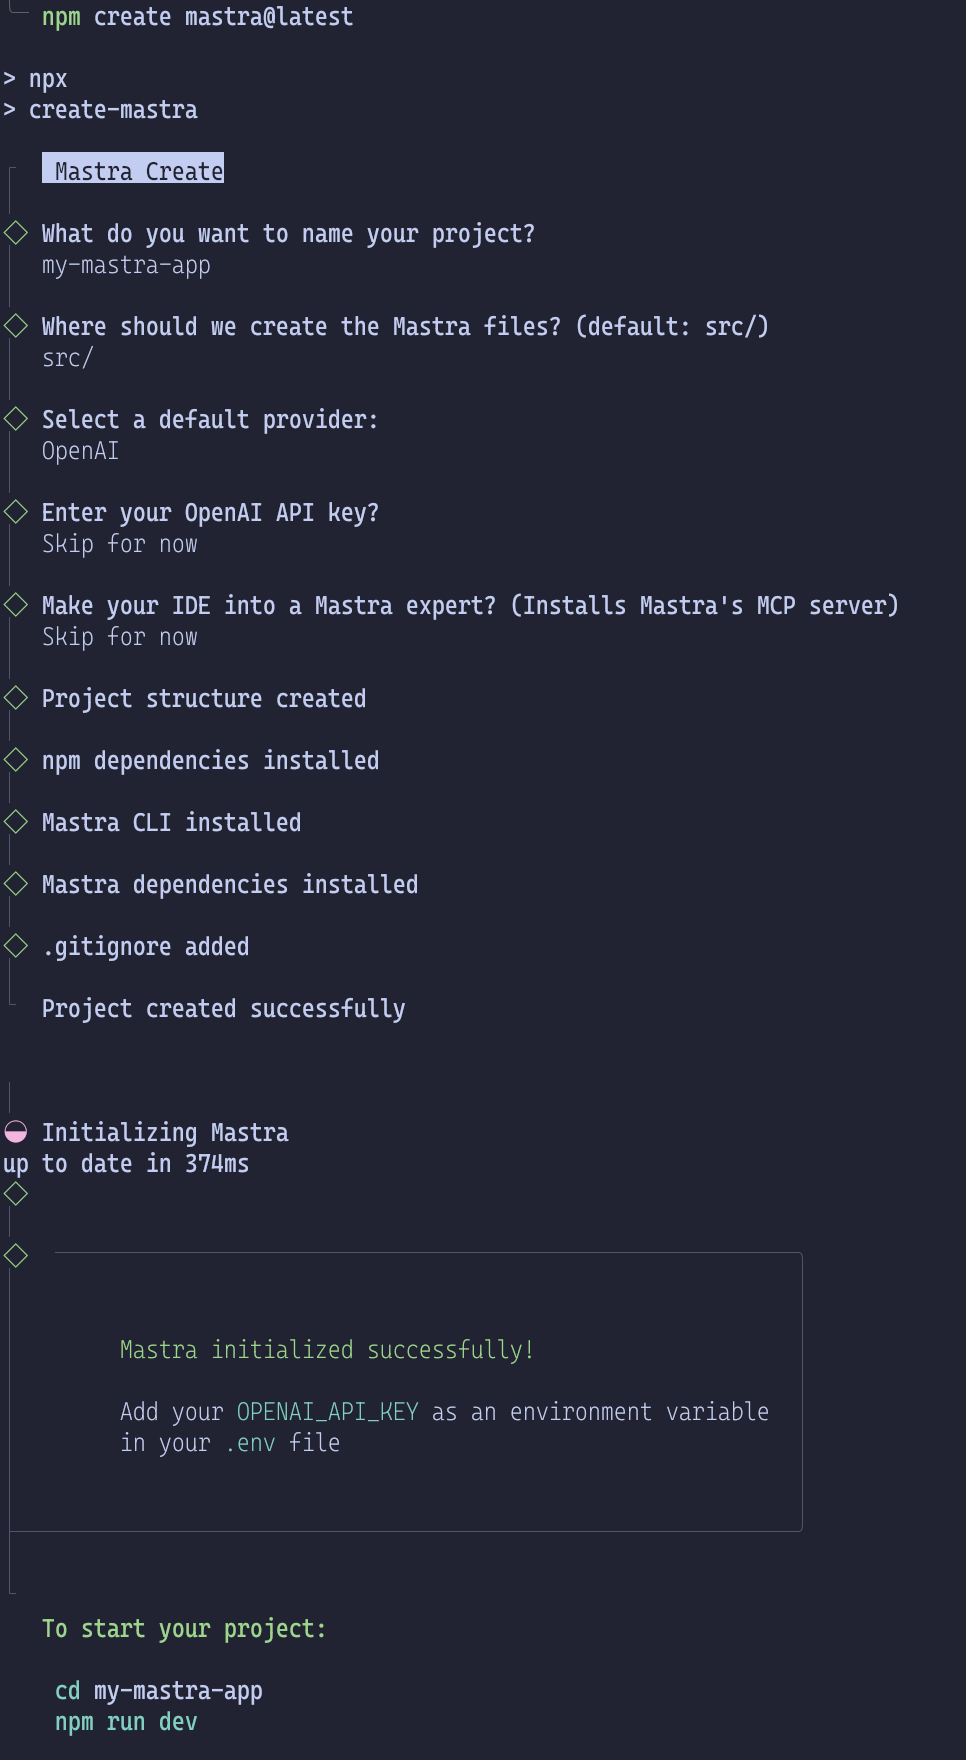 npm create mastra@latest
> npx
> create-mastra
Mastra Create
What do you want to name your project?
my-mastra-app
Where should we create the Mastra files? (default: src/)
src/
Select a default provider:
OpenAI
Enter your OpenAI API key?
Skip for now
Make your IDE into a Mastra expert? (Installs Mastra's MCP server)
Skip for now
Project structure created
npm dependencies installed
Mastra CLI installed
Mastra dependencies installed
.gitignore added
Project created successfully
Initializing Mastra
up to date in 374ms
Mastra initialized successfully!
Add your OPENAI_API_KEY as an environment variable
in your .env file
To start your project:
cd my-mastra-app
npm run dev